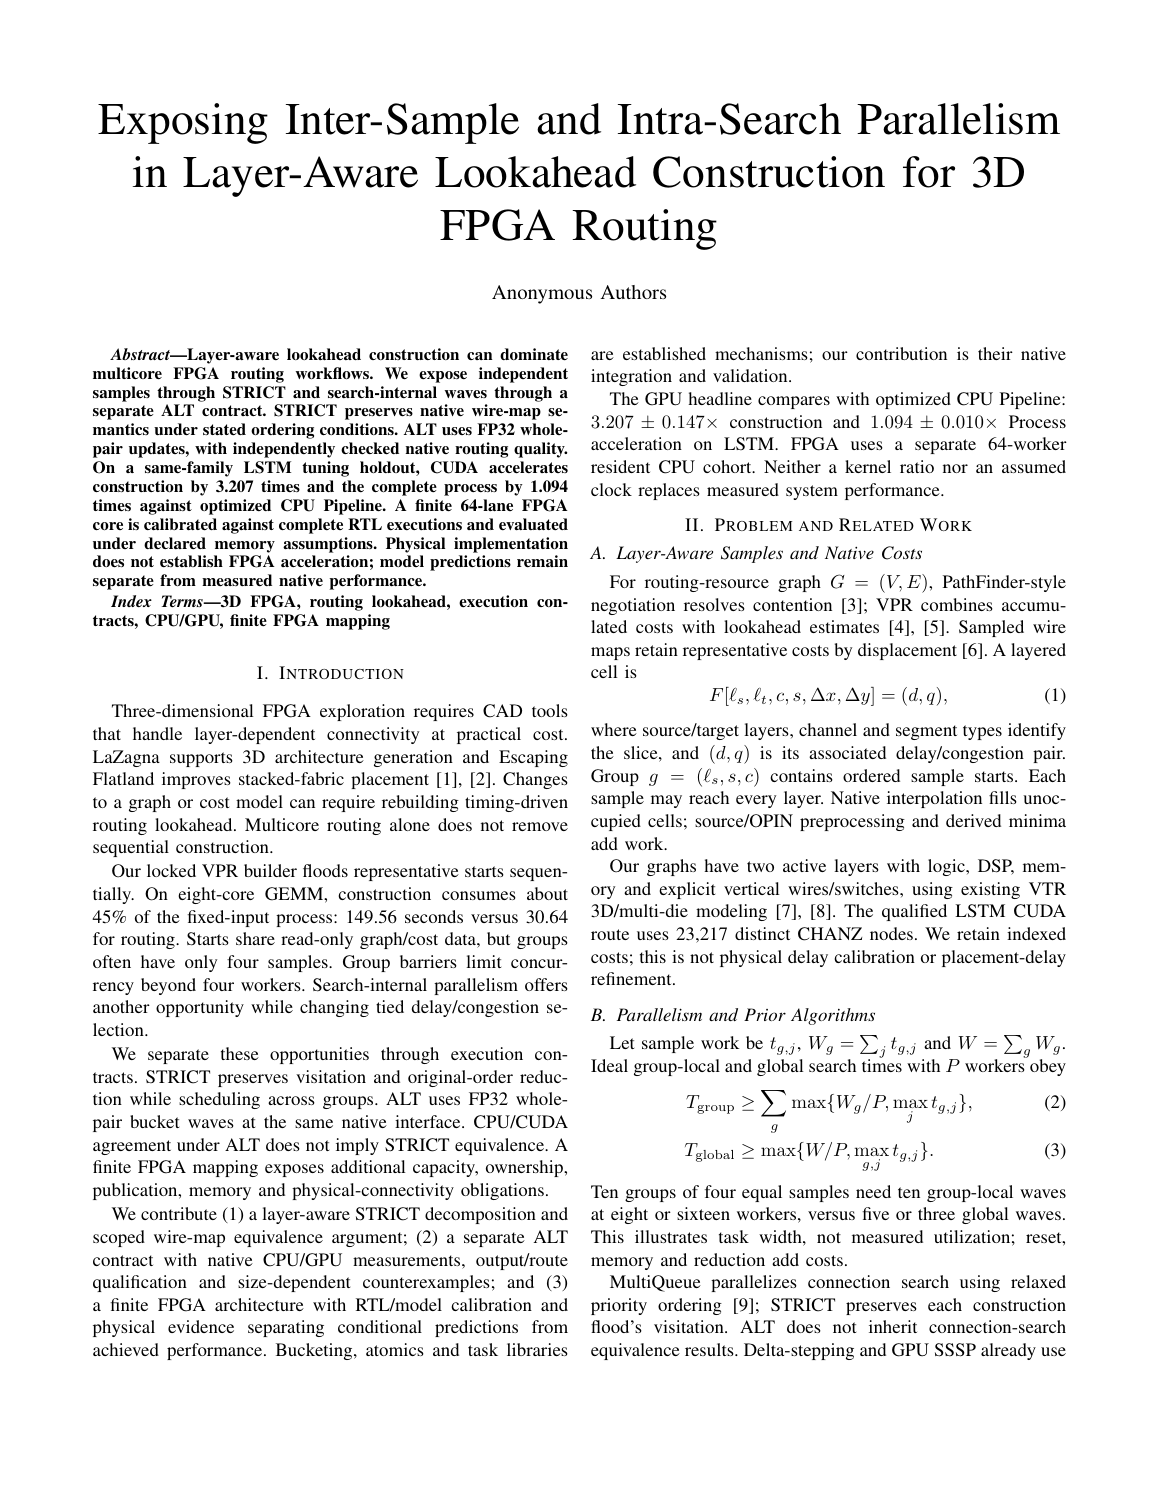 Exposing Inter-Sample and Intra-Search Parallelism
in Layer-Aware Lookahead Construction for 3D
FPGA Routing
Anonymous Authors
Abstract—Layer-aware lookahead construction can dominate
multicore FPGA routing workflows. We expose independent
samples through STRICT and search-internal waves through a
separate ALT contract. STRICT preserves native wire-map se-
mantics under stated ordering conditions. ALT uses FP32 whole-
pair updates, with independently checked native routing quality.
On a same-family LSTM tuning holdout, CUDA accelerates
construction by 3.207 times and the complete process by 1.094
times against optimized CPU Pipeline. A finite 64-lane FPGA
core is calibrated against complete RTL executions and evaluated
under declared memory assumptions. Physical implementation
does not establish FPGA acceleration; model predictions remain
separate from measured native performance.
Index Terms—3D FPGA, routing lookahead, execution con-
tracts, CPU/GPU, finite FPGA mapping
I. INTRODUCTION
Three-dimensional FPGA exploration requires CAD tools
that handle layer-dependent connectivity at practical cost.
LaZagna supports 3D architecture generation and Escaping
Flatland improves stacked-fabric placement [1], [2]. Changes
to a graph or cost model can require rebuilding timing-driven
routing lookahead. Multicore routing alone does not remove
sequential construction.
Our locked VPR builder floods representative starts sequen-
tially. On eight-core GEMM, construction consumes about
45% of the fixed-input process: 149.56 seconds versus 30.64
for routing. Starts share read-only graph/cost data, but groups
often have only four samples. Group barriers limit concur-
rency beyond four workers. Search-internal parallelism offers
another opportunity while changing tied delay/congestion se-
lection.
We separate these opportunities through execution con-
tracts. STRICT preserves visitation and original-order reduc-
tion while scheduling across groups. ALT uses FP32 whole-
pair bucket waves at the same native interface. CPU/CUDA
agreement under ALT does not imply STRICT equivalence. A
finite FPGA mapping exposes additional capacity, ownership,
publication, memory and physical-connectivity obligations.
We contribute (1) a layer-aware STRICT decomposition and
scoped wire-map equivalence argument; (2) a separate ALT
contract with native CPU/GPU measurements, output/route
qualification and size-dependent counterexamples; and (3)
a finite FPGA architecture with RTL/model calibration and
physical evidence separating conditional predictions from
achieved performance. Bucketing, atomics and task libraries
are established mechanisms; our contribution is their native
integration and validation.
The GPU headline compares with optimized CPU Pipeline:
3.207 ± 0.147× construction and 1.094 ± 0.010× Process
acceleration on LSTM. FPGA uses a separate 64-worker
resident CPU cohort. Neither a kernel ratio nor an assumed
clock replaces measured system performance.
II. PROBLEM AND RELATED WORK
A. Layer-Aware Samples and Native Costs
For routing-resource graph G = (V, E), PathFinder-style
negotiation resolves contention [3]; VPR combines accumu-
lated costs with lookahead estimates [4], [5]. Sampled wire
maps retain representative costs by displacement [6]. A layered
cell is
F[ℓs, ℓt, c, s, Δx, Δy] = (d, q), (1)
where source/target layers, channel and segment types identify
the slice, and (d, q) is its associated delay/congestion pair.
Group g = (ℓs, s, c) contains ordered sample starts. Each
sample may reach every layer. Native interpolation fills unoc-
cupied cells; source/OPIN preprocessing and derived minima
add work.
Our graphs have two active layers with logic, DSP, mem-
ory and explicit vertical wires/switches, using existing VTR
3D/multi-die modeling [7], [8]. The qualified LSTM CUDA
route uses 23,217 distinct CHANZ nodes. We retain indexed
costs; this is not physical delay calibration or placement-delay
refinement.
B. Parallelism and Prior Algorithms
Let sample work be tg,j, Wg = ∑j tg,j and W = ∑g Wg.
Ideal group-local and global search times with P workers obey
Tgroup ≥ ∑g max{Wg/P, maxj tg,j}, (2)
Tglobal ≥ max{W/P, maxg,j tg,j}. (3)
Ten groups of four equal samples need ten group-local waves
at eight or sixteen workers, versus five or three global waves.
This illustrates task width, not measured utilization; reset,
memory and reduction add costs.
MultiQueue parallelizes connection search using relaxed
priority ordering [9]; STRICT preserves each construction
flood's visitation. ALT does not inherit connection-search
equivalence results. Delta-stepping and GPU SSSP already use